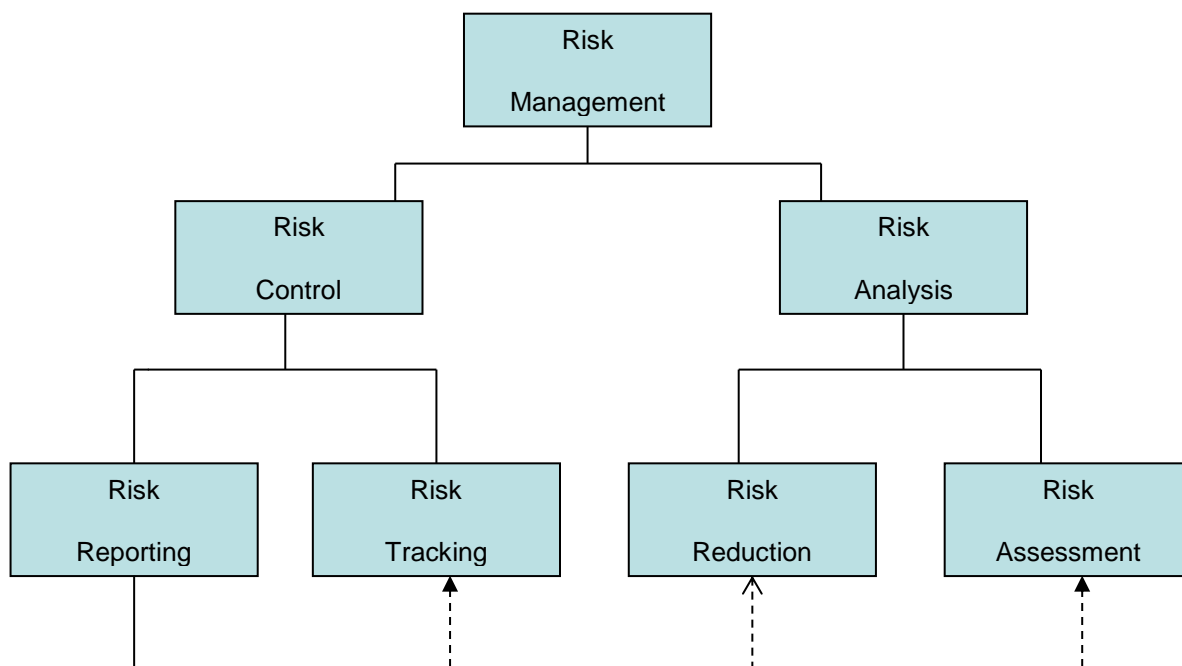 Risk
Management
Risk
Control
Risk
Analysis
Risk
Reporting
Risk
Tracking
Risk
Reduction
Risk
Assessment